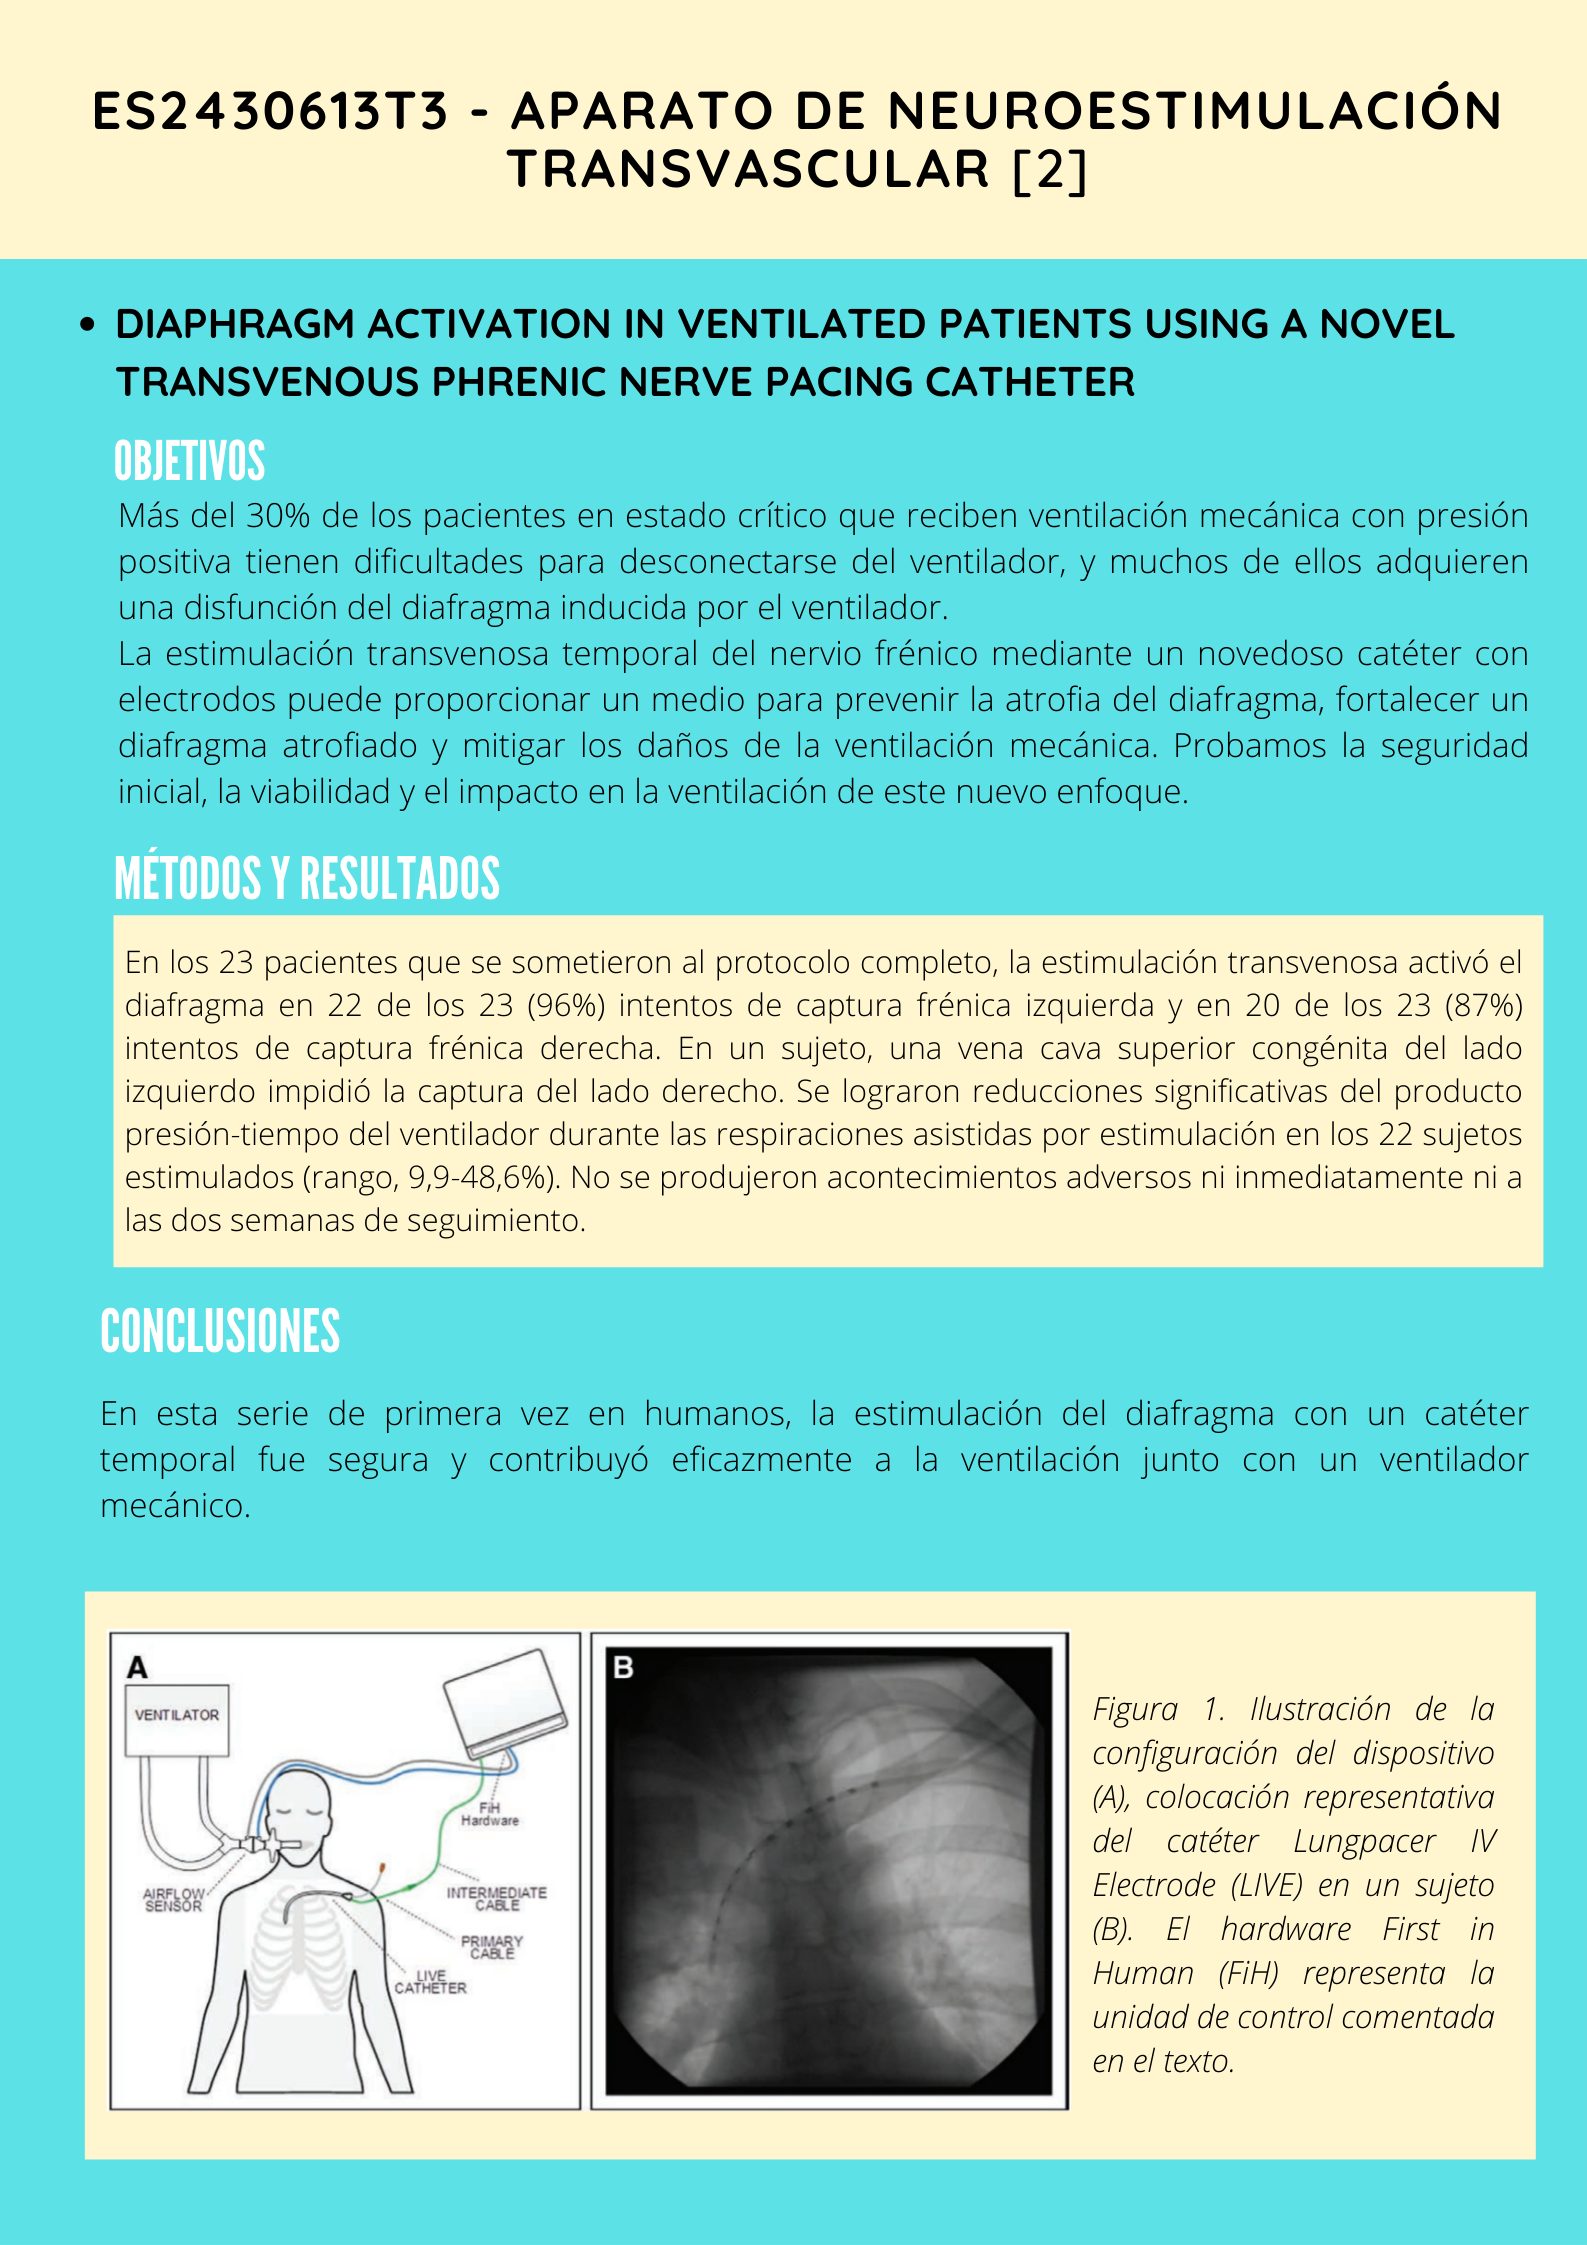 ES2430613T3 - APARATO DE NEUROESTIMULACIÓN
TRANSVASCULAR [2]
• DIAPHRAGM ACTIVATION IN VENTILATED PATIENTS USING A NOVEL
TRANSVENOUS PHRENIC NERVE PACING CATHETER
OBJETIVOS
Más del 30% de los pacientes en estado crítico que reciben ventilación mecánica con presión
positiva tienen dificultades para desconectarse del ventilador, y muchos de ellos adquieren
una disfunción del diafragma inducida por el ventilador.
La estimulación transvenosa temporal del nervio frénico mediante un novedoso catéter con
electrodos puede proporcionar un medio para prevenir la atrofia del diafragma, fortalecer un
diafragma atrofiado y mitigar los daños de la ventilación mecánica. Probamos la seguridad
inicial, la viabilidad y el impacto en la ventilación de este nuevo enfoque.
MÉTODOS Y RESULTADOS
En los 23 pacientes que se sometieron al protocolo completo, la estimulación transvenosa activó el
diafragma en 22 de los 23 (96%) intentos de captura frénica izquierda y en 20 de los 23 (87%)
intentos de captura frénica derecha. En un sujeto, una vena cava superior congénita del lado
izquierdo impidió la captura del lado derecho. Se lograron reducciones significativas del producto
presión-tiempo del ventilador durante las respiraciones asistidas por estimulación en los 22 sujetos
estimulados (rango, 9,9-48,6%). No se produjeron acontecimientos adversos ni inmediatamente ni a
las dos semanas de seguimiento.
CONCLUSIONES
En esta serie de primera vez en humanos, la estimulación del diafragma con un catéter
temporal fue segura y contribuyó eficazmente a la ventilación junto con un ventilador
mecánico.
A
VENTILATOR
FiH
Hardware
AIRFLOW
SENSOR
INTERMEDIATE
CABLE
PRIMARY
CABLE
LIVE
CATHETER
B
Figura 1. Ilustración de la
configuración del dispositivo
(A), colocación representativa
del catéter Lungpacer IV
Electrode (LIVE) en un sujeto
(B). El hardware First in
Human (FiH) representa la
unidad de control comentada
en el texto.